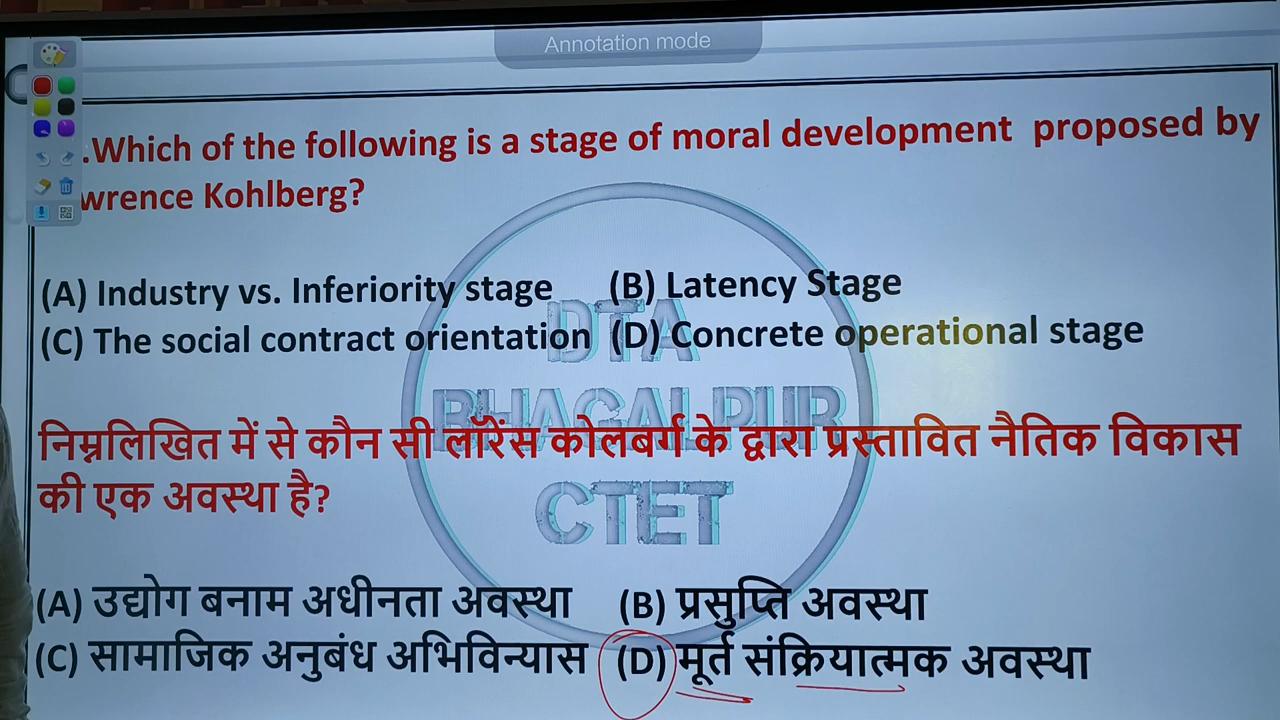 Annotation mode
.Which of the following is a stage of moral development proposed by
wrence Kohlberg?
(A) Industry vs. Inferiority stage (B) Latency Stage
(C) The social contract orientation (D) Concrete operational stage
DTA
BHAGALPUR
CTET
निम्नलिखित में से कौन सी लॉरेंस कोलबर्ग के द्वारा प्रस्तावित नैतिक विकास
की एक अवस्था है?
(A) उद्योग बनाम अधीनता अवस्था (B) प्रसुप्ति अवस्था
(C) सामाजिक अनुबंध अभिविन्यास (D) मूर्त संक्रियात्मक अवस्था